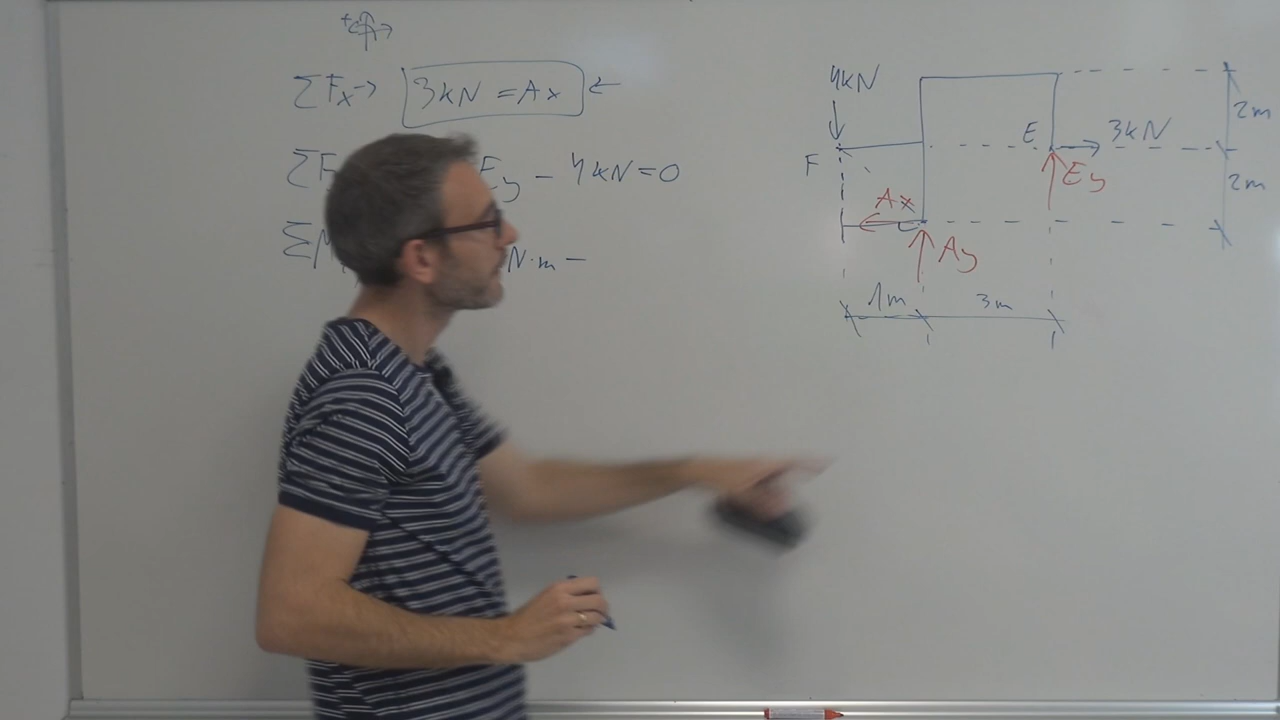 ΣFx→ 3kN = Ax ←
ΣF Ey - 4kN = 0
ΣM N·m -
4kN
F
E
3kN
Ey
Ax
Ay
2m
2m
1m
3m